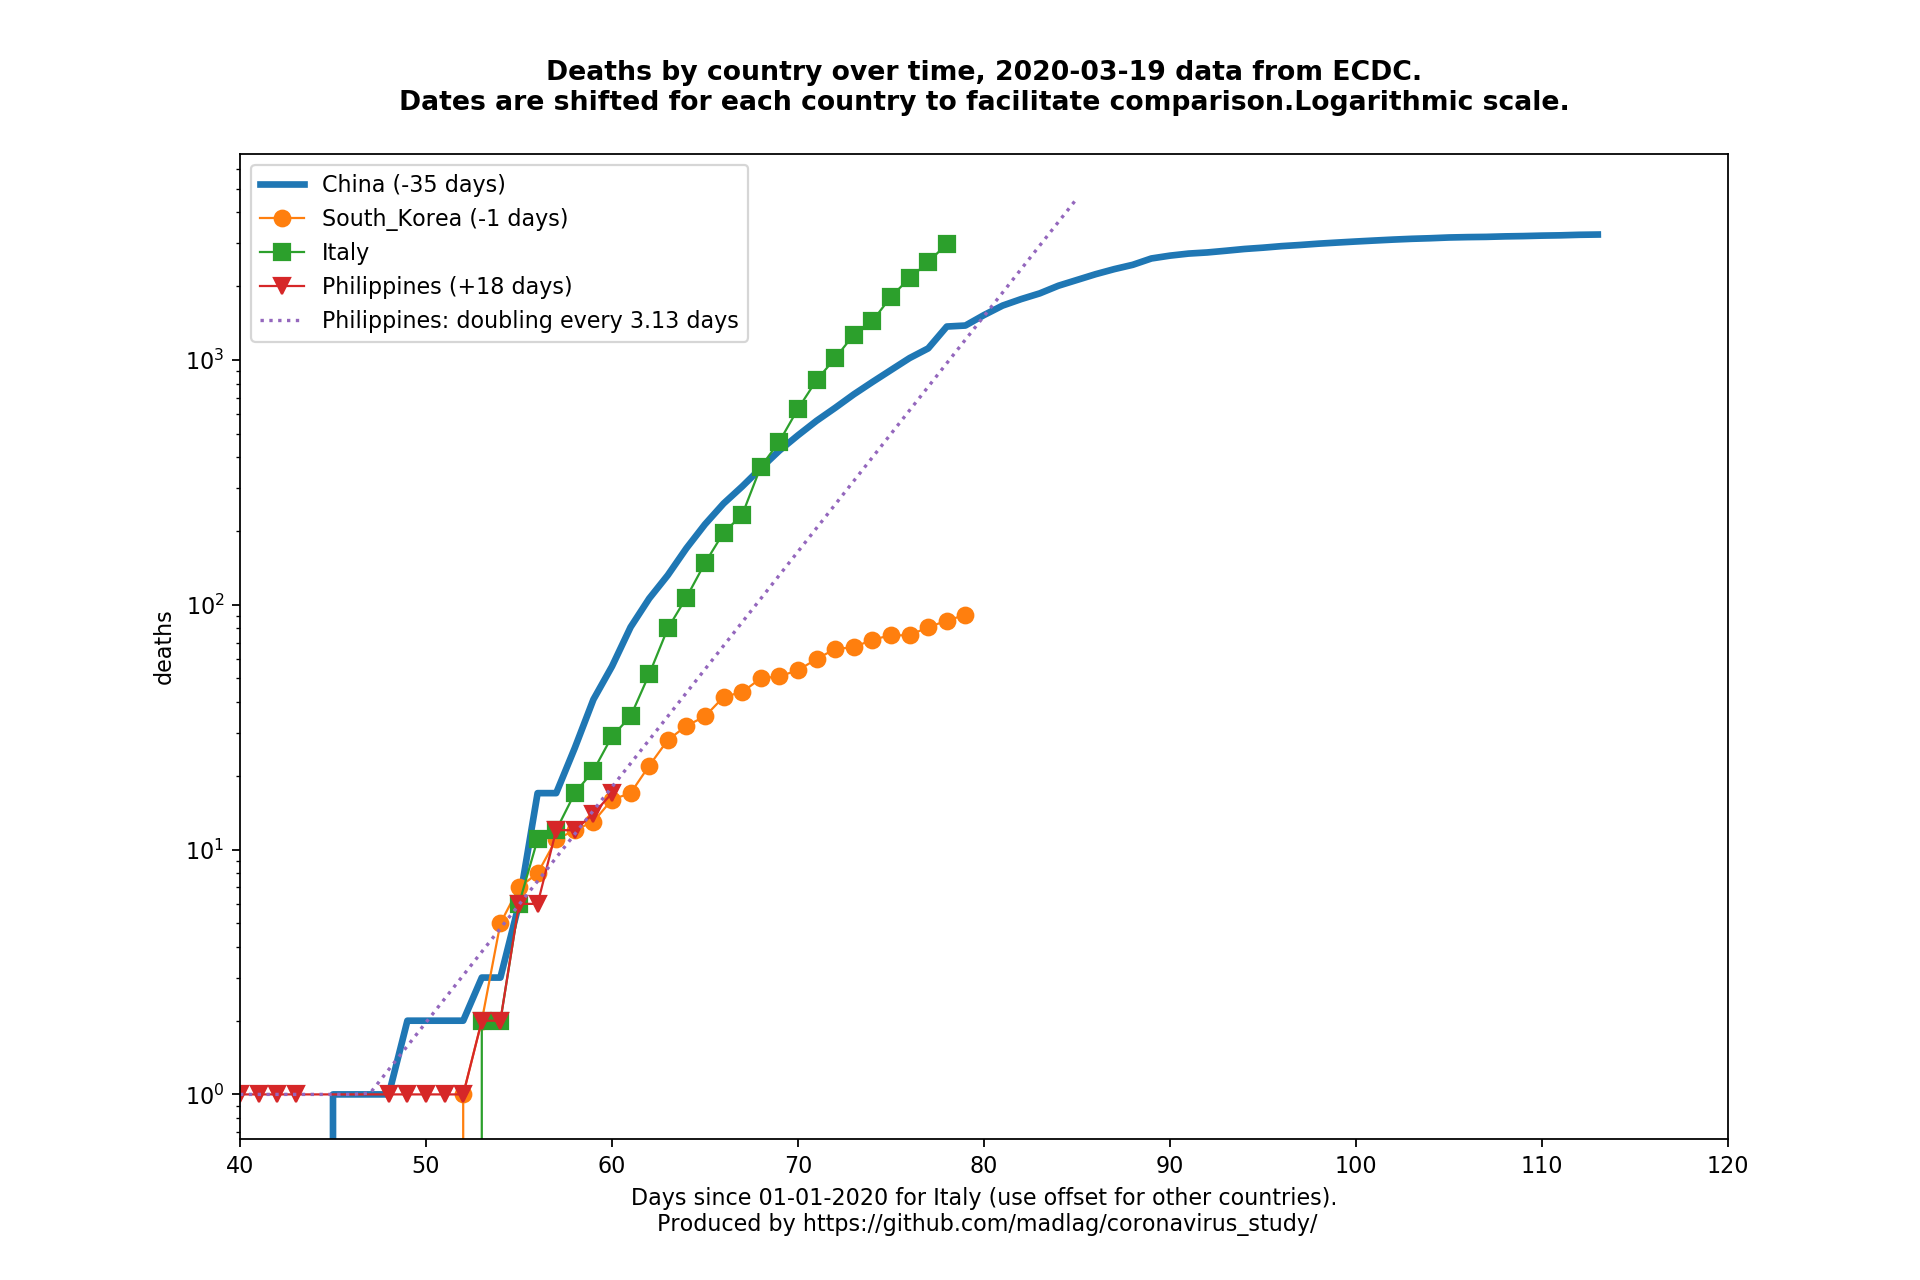 Deaths by country over time, 2020-03-19 data from ECDC.
Dates are shifted for each country to facilitate comparison.Logarithmic scale.
China (-35 days)
South_Korea (-1 days)
Italy
Philippines (+18 days)
Philippines: doubling every 3.13 days
10³
10²
10¹
10⁰
deaths
40 50 60 70 80 90 100 110 120
Days since 01-01-2020 for Italy (use offset for other countries).
Produced by https://github.com/madlag/coronavirus_study/